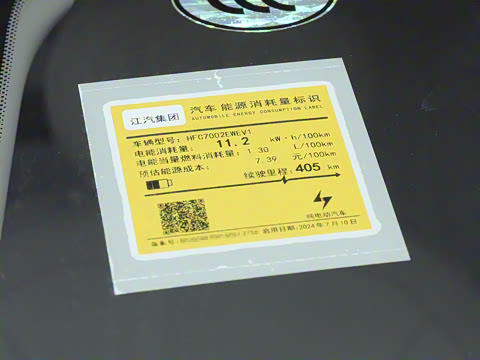 江汽集团
汽车能源消耗量标识
AUTOMOBILE ENERGY CONSUMPTION LABEL
车辆型号: HFC7002EWEV1
电能消耗量: 11.2 kW·h/100km
电能当量燃料消耗量: 1.30 L/100km
预估能源成本: 7.39 元/100km
续驶里程: 405 km
纯电动汽车
备案号: 启用日期: 2024年7月10日